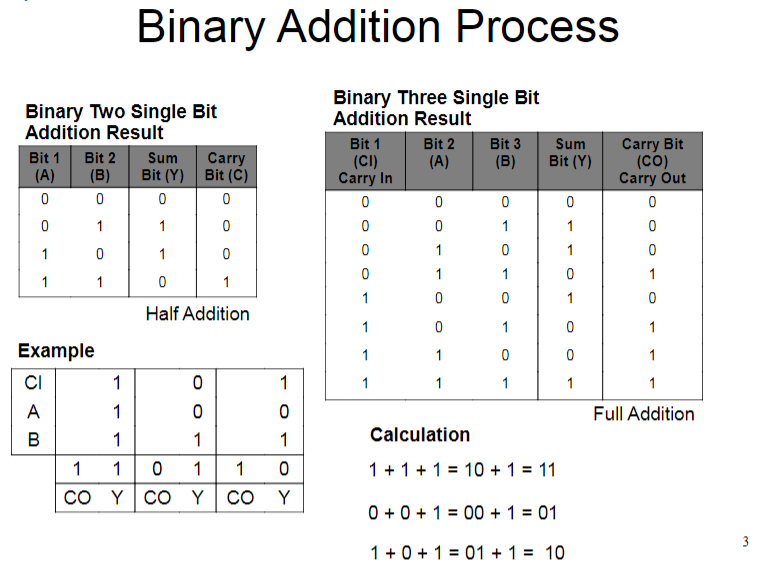 Binary Addition Process
Binary Two Single Bit
Addition Result
Bit 1 Bit 2 Sum Carry
(A) (B) Bit (Y) Bit (C)
0 0 0 0
0 1 1 0
1 0 1 0
1 1 0 1
Half Addition
Binary Three Single Bit
Addition Result
Bit 1 Bit 2 Bit 3 Sum Carry Bit
(CI) (A) (B) Bit (Y) (CO)
Carry In Carry Out
0 0 0 0 0
0 0 1 1 0
0 1 0 1 0
0 1 1 0 1
1 0 0 1 0
1 0 1 0 1
1 1 0 0 1
1 1 1 1 1
Full Addition
Example
CI 1 0 1
A 1 0 0
B 1 1 1
1 1 0 1 1 0
CO Y CO Y CO Y
Calculation
1 + 1 + 1 = 10 + 1 = 11
0 + 0 + 1 = 00 + 1 = 01
1 + 0 + 1 = 01 + 1 = 10
3